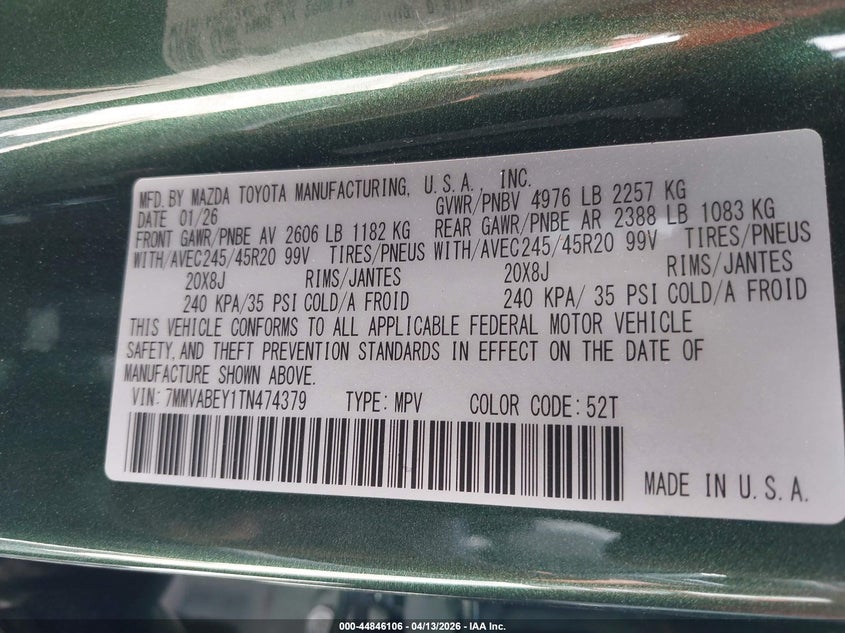 MFD. BY MAZDA TOYOTA MANUFACTURING, U.S.A. INC.
DATE 01/26 GVWR/PNBV 4976 LB 2257 KG
FRONT GAWR/PNBE AV 2606 LB 1182 KG REAR GAWR/PNBE AR 2388 LB 1083 KG
WITH/AVEC245/45R20 99V TIRES/PNEUS WITH/AVEC245/45R20 99V TIRES/PNEUS
20X8J RIMS/JANTES 20X8J RIMS/JANTES
240 KPA/35 PSI COLD/A FROID 240 KPA/ 35 PSI COLD/A FROID
THIS VEHICLE CONFORMS TO ALL APPLICABLE FEDERAL MOTOR VEHICLE
SAFETY, AND THEFT PREVENTION STANDARDS IN EFFECT ON THE DATE OF
MANUFACTURE SHOWN ABOVE.
VIN: 7MMVABEY1TN474379 TYPE: MPV COLOR CODE: 52T
MADE IN U.S.A.
000-44846106 - 04/13/2026 - IAA Inc.